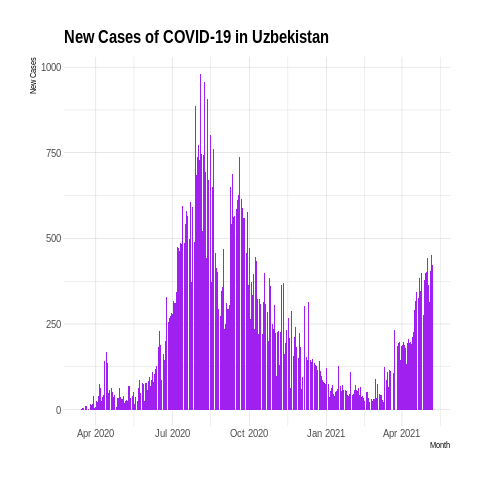 New Cases of COVID-19 in Uzbekistan
New Cases
1000
750
500
250
0
Apr 2020 Jul 2020 Oct 2020 Jan 2021 Apr 2021
Month